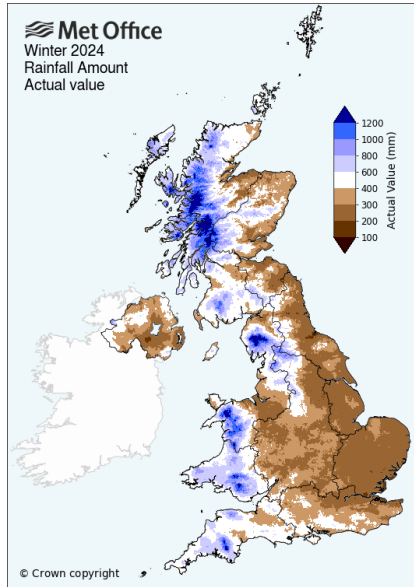 Met Office
Winter 2024
Rainfall Amount
Actual value
1200
1000
800
600
400
300
200
100
Actual Value (mm)
© Crown copyright